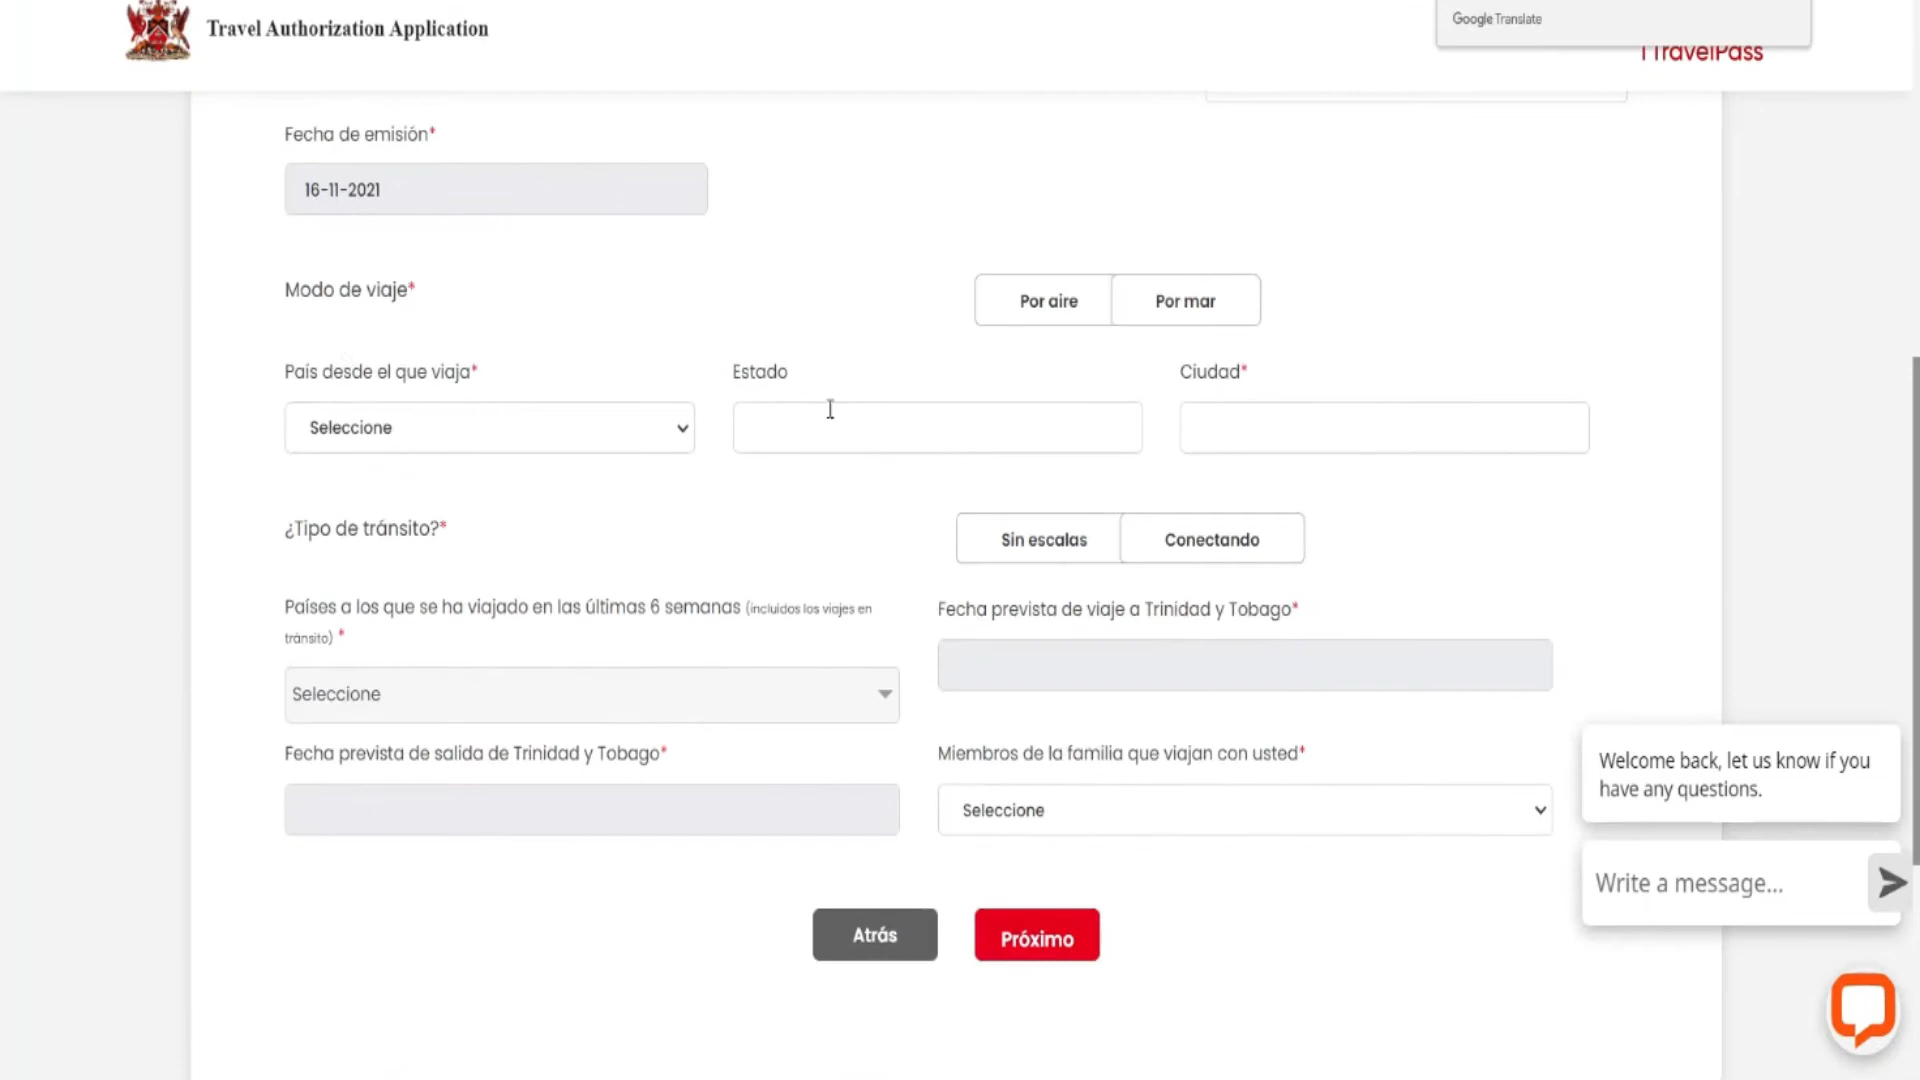 Travel Authorization Application
Google Translate
TTravelPass
Fecha de emisión*
16-11-2021
Modo de viaje*
Por aire
Por mar
País desde el que viaja*
Estado
Ciudad*
Seleccione
¿Tipo de tránsito?*
Sin escalas
Conectando
Países a los que se ha viajado en las últimas 6 semanas (incluidos los viajes en
tránsito) *
Fecha prevista de viaje a Trinidad y Tobago*
Seleccione
Fecha prevista de salida de Trinidad y Tobago*
Miembros de la familia que viajan con usted*
Seleccione
Welcome back, let us know if you
have any questions.
Write a message...
Atrás
Próximo